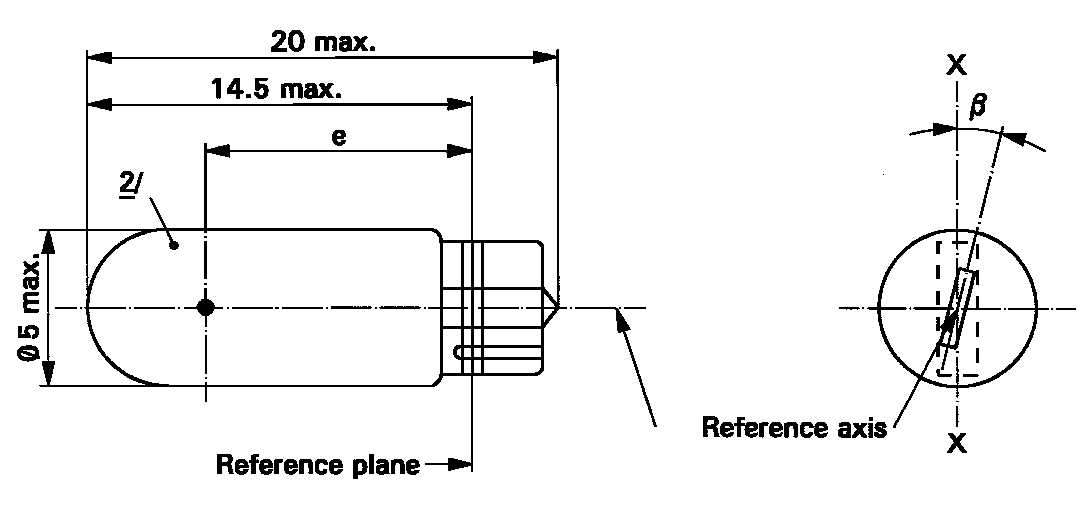 20 max.
14.5 max.
e
2/
Ø 5 max.
Reference plane
X
β
Reference axis
X